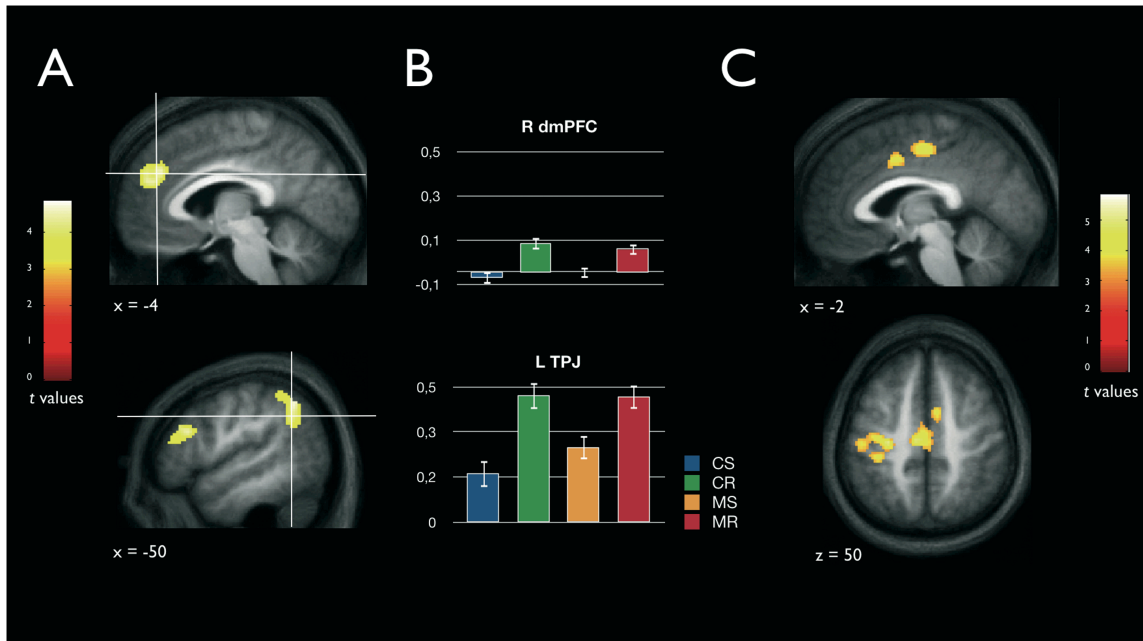 A
B
C
R dmPFC
0,5
0,3
0,1
-0,1
4
3
2
1
0
t values
x = -4
5
4
3
2
1
0
t values
x = -2
L TPJ
0,5
0,3
0,2
0
CS
CR
MS
MR
x = -50
z = 50